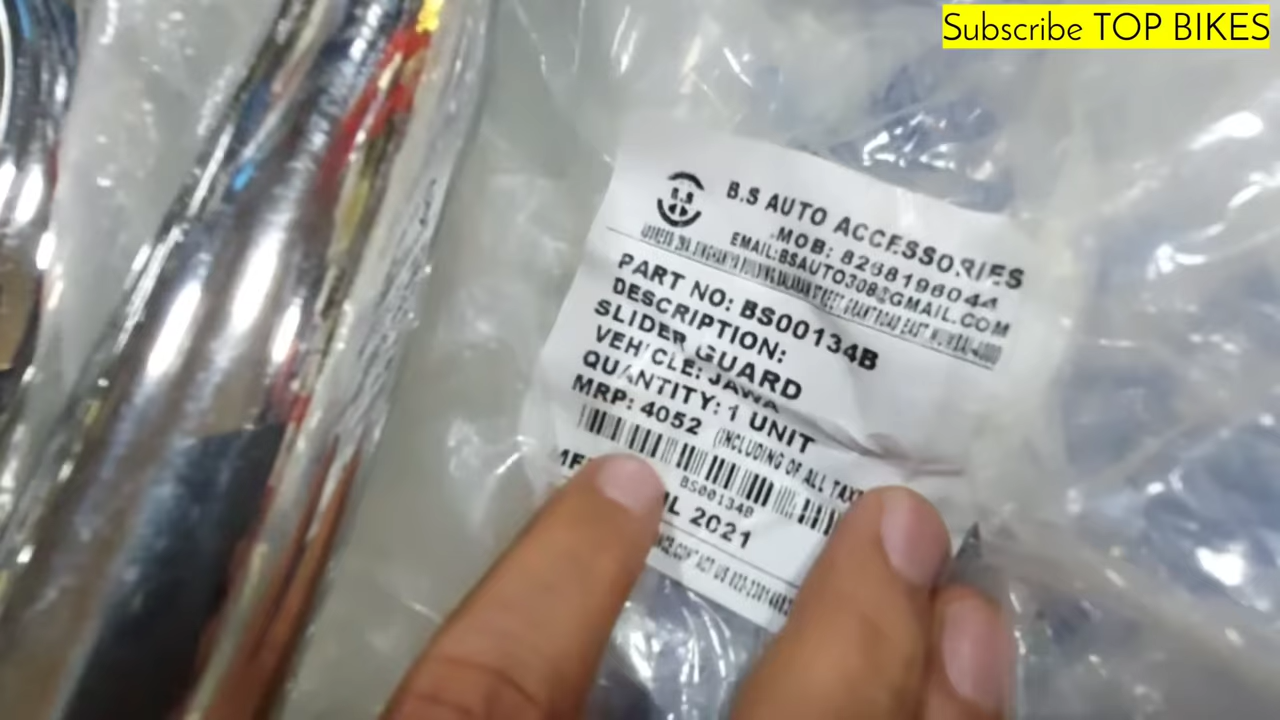 Subscribe TOP BIKES
B.S
B.S AUTO ACCESSORIES
MOB: 8268196044
EMAIL:BSAUTO308@GMAIL.COM
PART NO: BS00134B
DESCRIPTION:
SLIDER GUARD
VEHICLE: JAWA
QUANTITY: 1 UNIT
MRP: 4052 (INCLUDING OF ALL TAX
BS00134B
2021